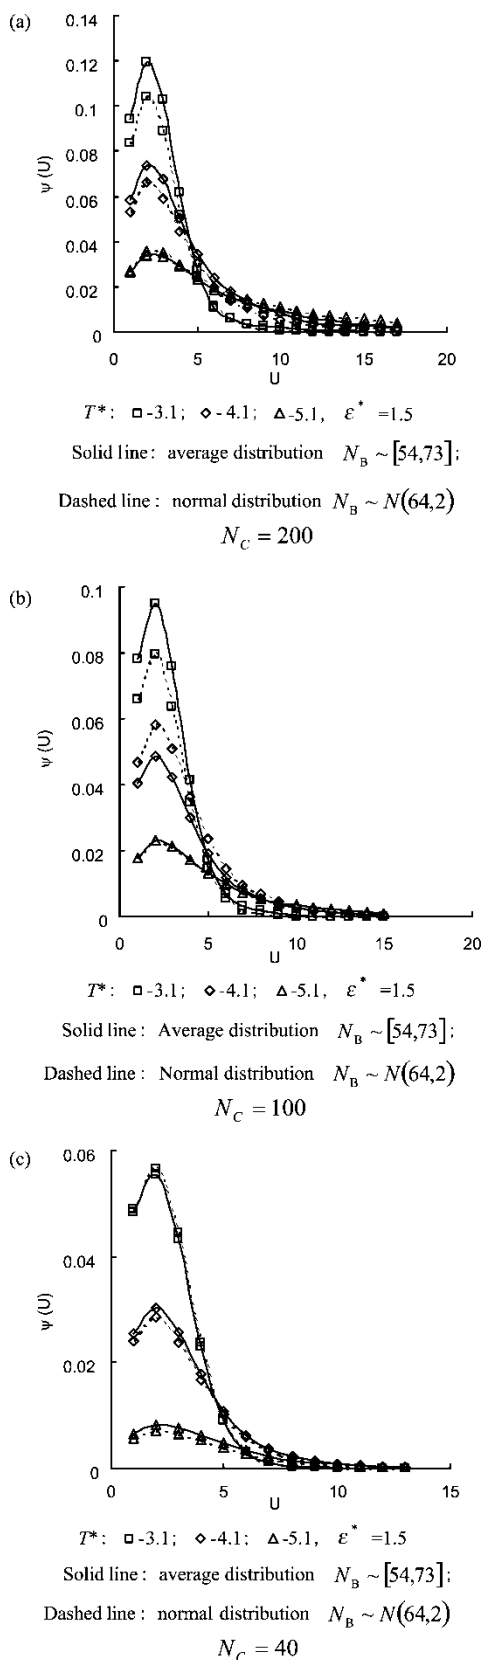 (a)
0.14
0.12
0.1
0.08
0.06
0.04
0.02
0
ψ (U)
0 5 10 15 20
U
T*: □-3.1; ◇-4.1; △-5.1, ε* =1.5
Solid line: average distribution N_B ~ [54,73];
Dashed line: normal distribution N_B ~ N(64,2)
N_C = 200
(b)
0.1
0.08
0.06
0.04
0.02
0
ψ (U)
0 5 10 15 20
U
T*: □-3.1; ◇-4.1; △-5.1, ε* =1.5
Solid line: Average distribution N_B ~ [54,73];
Dashed line: Normal distribution N_B ~ N(64,2)
N_C = 100
(c)
0.06
0.04
0.02
0
ψ (U)
0 5 10 15
U
T*: □-3.1; ◇-4.1; △-5.1, ε* =1.5
Solid line: average distribution N_B ~ [54,73];
Dashed line: normal distribution N_B ~ N(64,2)
N_C = 40